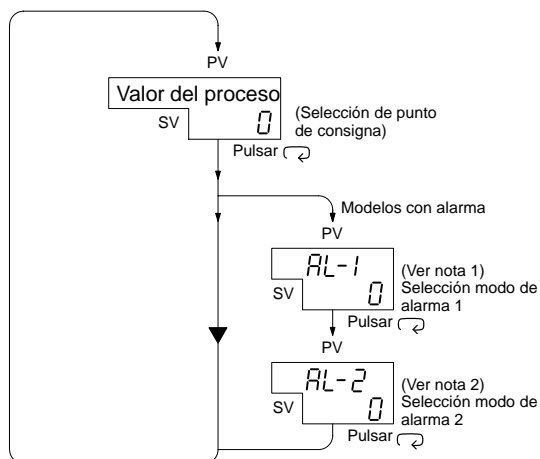 PV
Valor del proceso
SV
0
(Selección de punto
de consigna)
Pulsar
Modelos con alarma
PV
AL-1
SV
0
(Ver nota 1)
Selección modo de
alarma 1
Pulsar
PV
AL-2
SV
0
(Ver nota 2)
Selección modo de
alarma 2
Pulsar